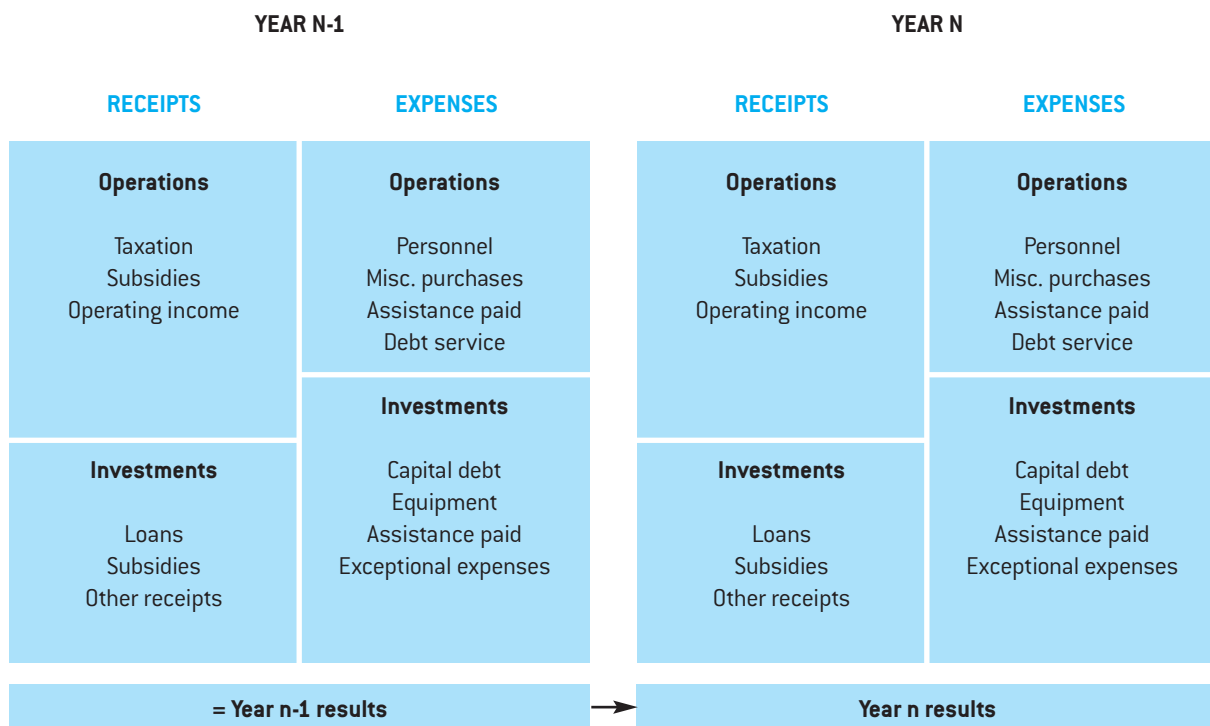 YEAR N-1
RECEIPTS
EXPENSES
Operations
Taxation
Subsidies
Operating income
Investments
Loans
Subsidies
Other receipts
Operations
Personnel
Misc. purchases
Assistance paid
Debt service
Investments
Capital debt
Equipment
Assistance paid
Exceptional expenses
= Year n-1 results
YEAR N
RECEIPTS
EXPENSES
Operations
Taxation
Subsidies
Operating income
Investments
Loans
Subsidies
Other receipts
Operations
Personnel
Misc. purchases
Assistance paid
Debt service
Investments
Capital debt
Equipment
Assistance paid
Exceptional expenses
Year n results